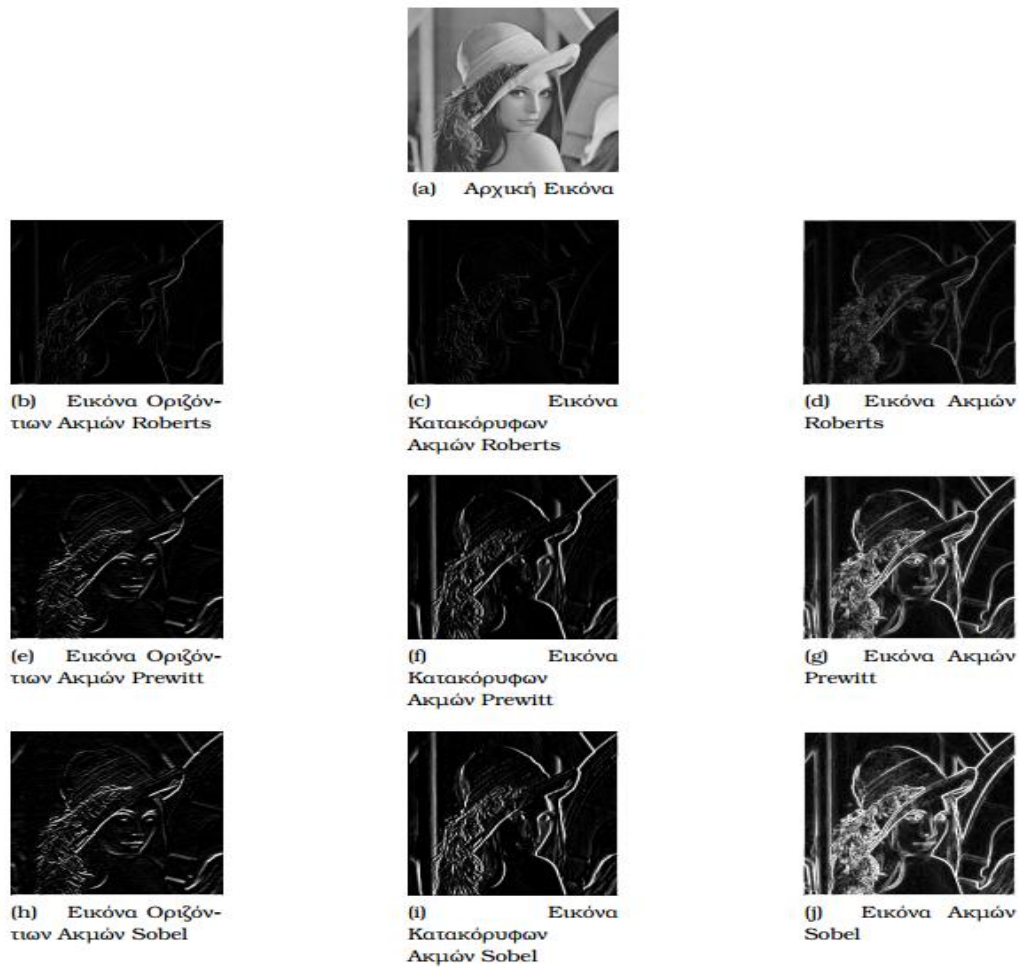 (a) Αρχική Εικόνα
(b) Εικόνα Οριζόν-
τιων Ακμών Roberts
(c) Εικόνα
Κατακόρυφων
Ακμών Roberts
(d) Εικόνα Ακμών
Roberts
(e) Εικόνα Οριζόν-
τιων Ακμών Prewitt
(f) Εικόνα
Κατακόρυφων
Ακμών Prewitt
(g) Εικόνα Ακμών
Prewitt
(h) Εικόνα Οριζόν-
τιων Ακμών Sobel
(i) Εικόνα
Κατακόρυφων
Ακμών Sobel
(j) Εικόνα Ακμών
Sobel